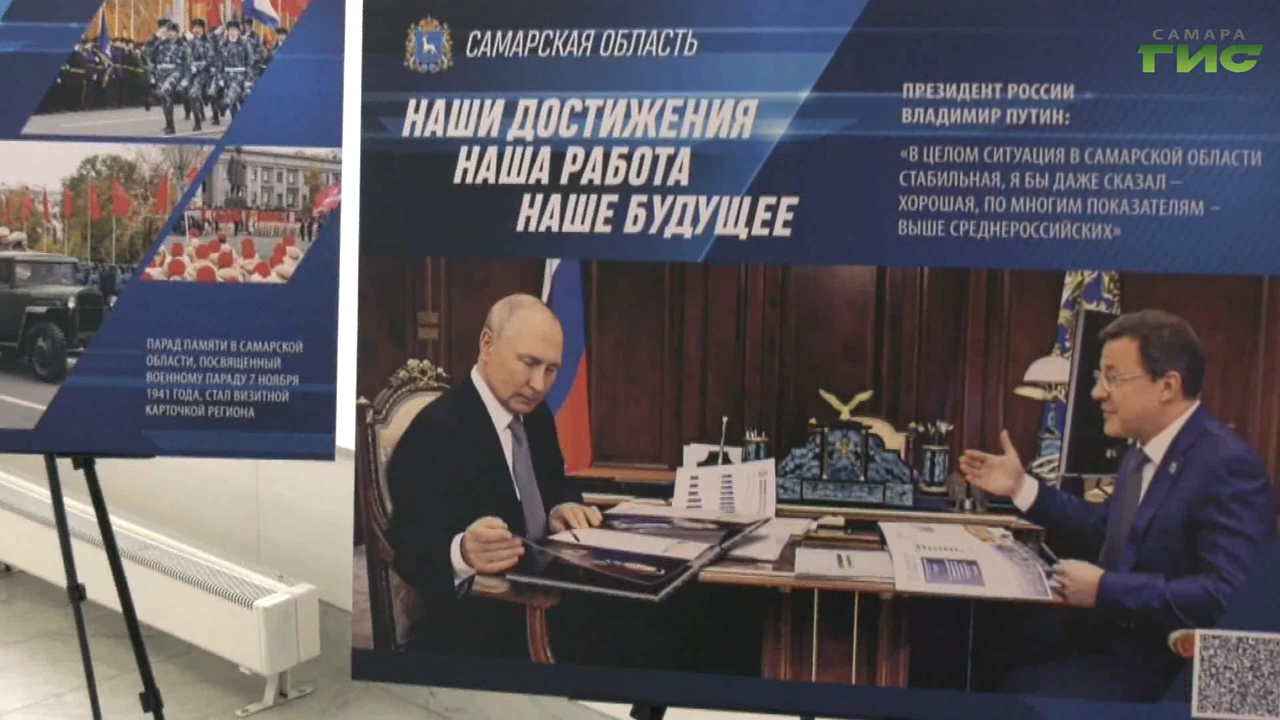 САМАРСКАЯ ОБЛАСТЬ
НАШИ ДОСТИЖЕНИЯ
НАША РАБОТА
НАШЕ БУДУЩЕЕ
САМАРА
ГИС
ПРЕЗИДЕНТ РОССИИ
ВЛАДИМИР ПУТИН:
«В ЦЕЛОМ СИТУАЦИЯ В САМАРСКОЙ ОБЛАСТИ
СТАБИЛЬНАЯ, Я БЫ ДАЖЕ СКАЗАЛ –
ХОРОШАЯ, ПО МНОГИМ ПОКАЗАТЕЛЯМ –
ВЫШЕ СРЕДНЕРОССИЙСКИХ»
ПАРАД ПАМЯТИ В САМАРСКОЙ
ОБЛАСТИ, ПОСВЯЩЕННЫЙ
ВОЕННОМУ ПАРАДУ 7 НОЯБРЯ
1941 ГОДА, СТАЛ ВИЗИТНОЙ
КАРТОЧКОЙ РЕГИОНА